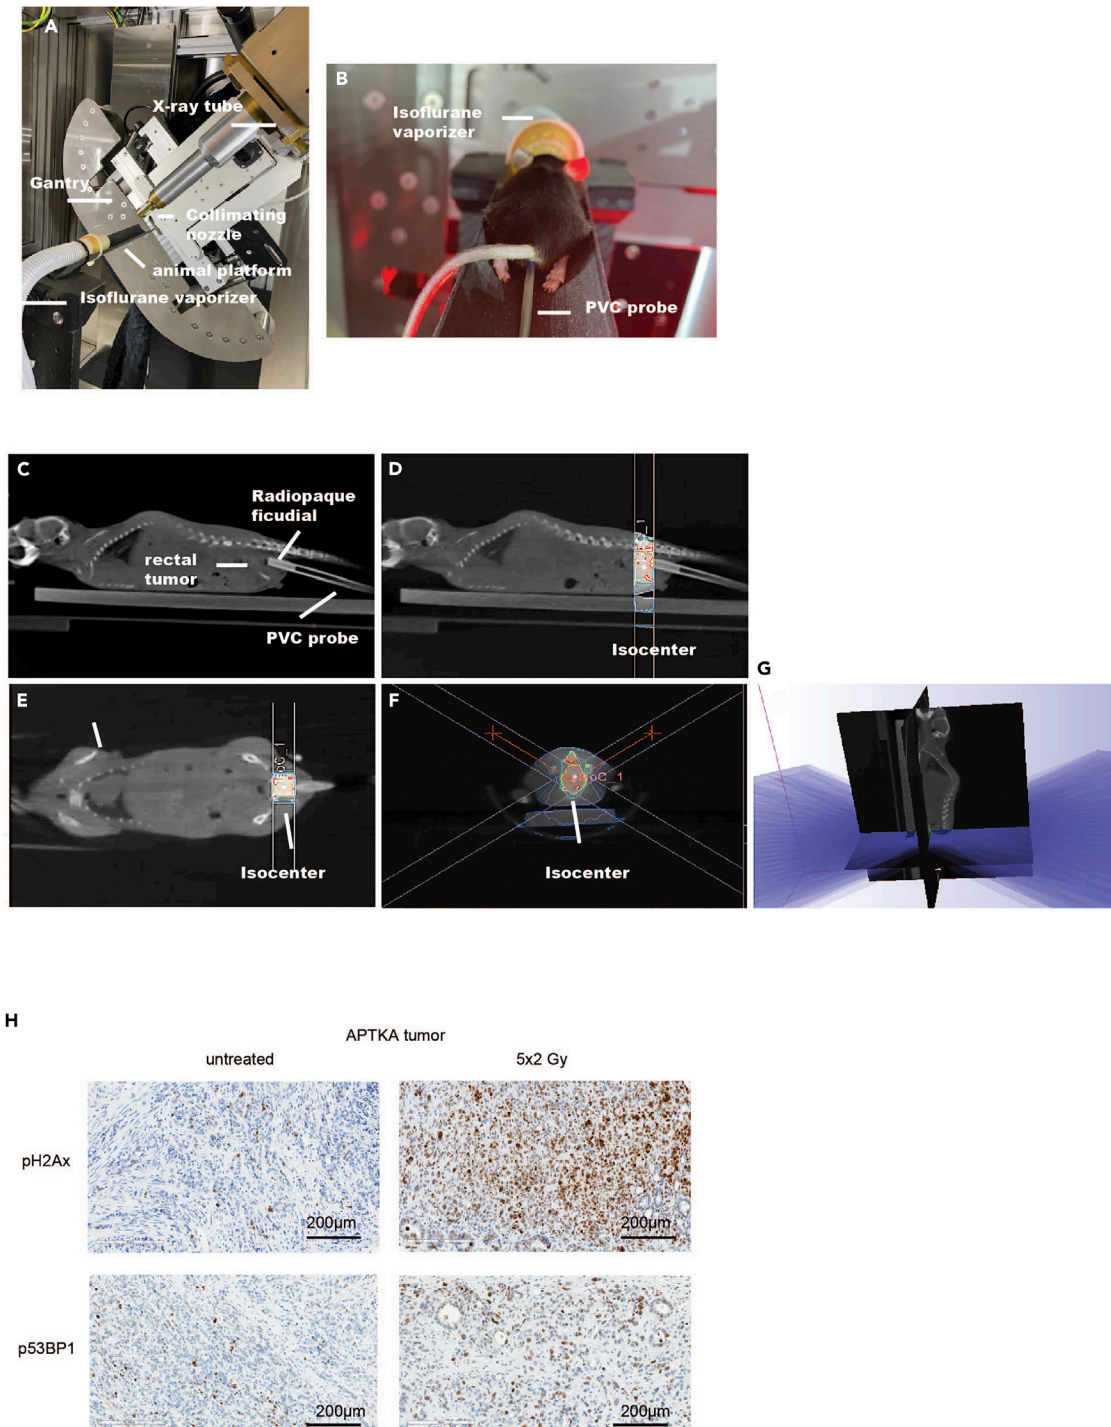 A
X-ray tube
Gantry
Collimating
nozzle
animal platform
Isoflurane vaporizer
B
Isoflurane
vaporizer
PVC probe
C
Radiopaque
ficudial
rectal
tumor
PVC probe
D
Isocenter
E
Isocenter
F
Isocenter
G
H
APTKA tumor
untreated
5x2 Gy
pH2Ax
200µm
200µm
p53BP1
200µm
200µm